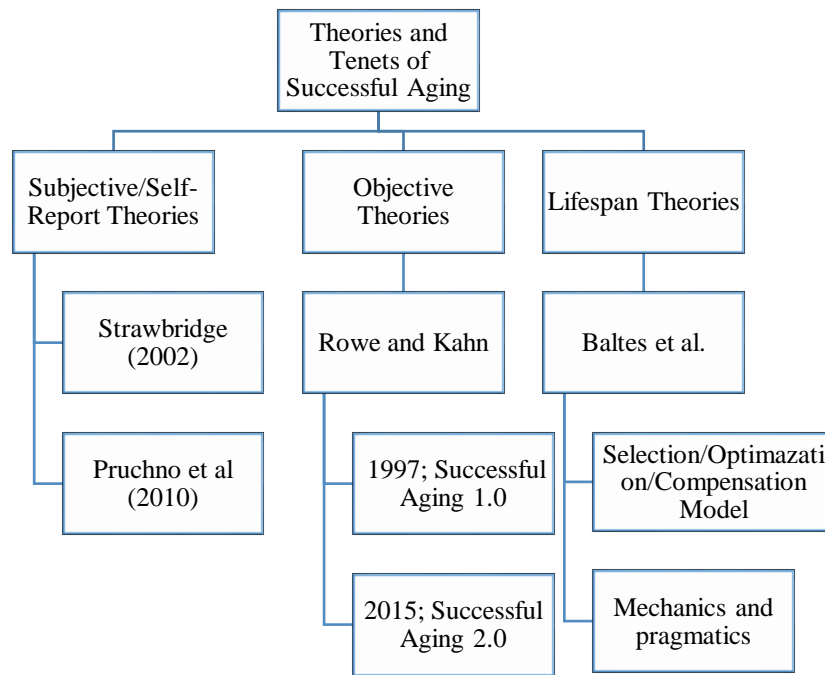 Theories and
Tenets of
Successful Aging
Subjective/Self-
Report Theories
Objective
Theories
Lifespan Theories
Strawbridge
(2002)
Rowe and Kahn
Baltes et al.
Pruchno et al
(2010)
1997; Successful
Aging 1.0
Selection/Optimazati
on/Compensation
Model
2015; Successful
Aging 2.0
Mechanics and
pragmatics